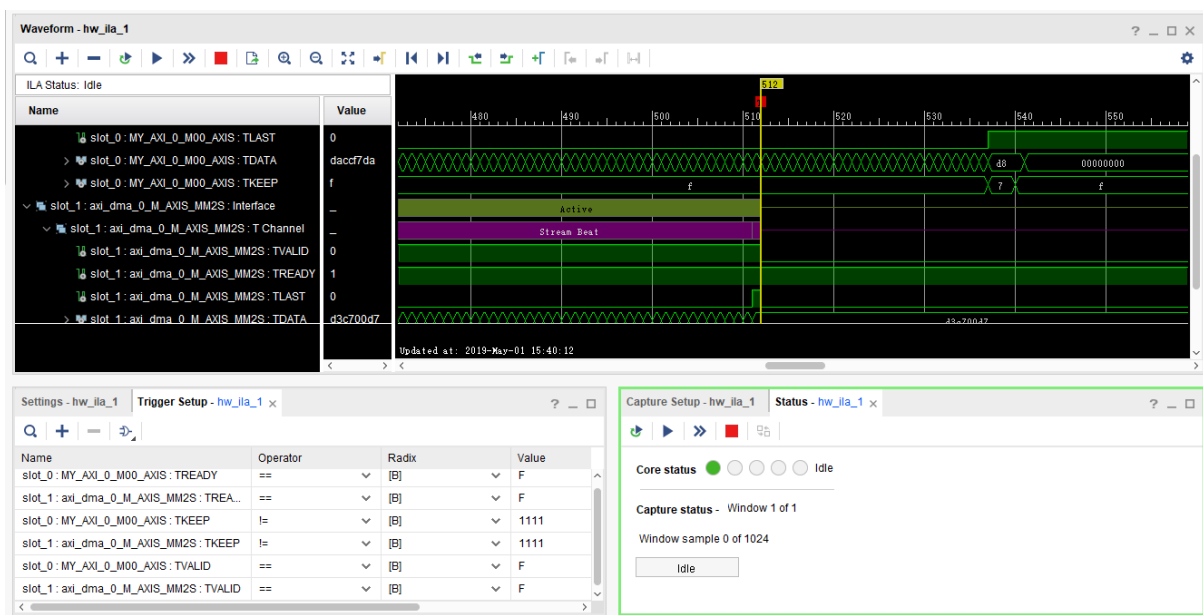 Waveform - hw_ila_1
ILA Status: Idle
Name Value
512
480 490 500 510 520 530 540 550
slot_0 : MY_AXI_0_M00_AXIS : TLAST 0
slot_0 : MY_AXI_0_M00_AXIS : TDATA daccf7da d8 00000000
slot_0 : MY_AXI_0_M00_AXIS : TKEEP f f 7 f
slot_1 : axi_dma_0_M_AXIS_MM2S : Interface _ Active
slot_1 : axi_dma_0_M_AXIS_MM2S : T Channel _ Stream Beat
slot_1 : axi_dma_0_M_AXIS_MM2S : TVALID 0
slot_1 : axi_dma_0_M_AXIS_MM2S : TREADY 1
slot_1 : axi_dma_0_M_AXIS_MM2S : TLAST 0
slot_1 : axi_dma_0_M_AXIS_MM2S : TDATA d3c700d7 d3c700d7
Updated at: 2019-May-01 15:40:12
Settings - hw_ila_1 Trigger Setup - hw_ila_1
Name Operator Radix Value
slot_0 : MY_AXI_0_M00_AXIS : TREADY == [B] F
slot_1 : axi_dma_0_M_AXIS_MM2S : TREA... == [B] F
slot_0 : MY_AXI_0_M00_AXIS : TKEEP != [B] 1111
slot_1 : axi_dma_0_M_AXIS_MM2S : TKEEP != [B] 1111
slot_0 : MY_AXI_0_M00_AXIS : TVALID == [B] F
slot_1 : axi_dma_0_M_AXIS_MM2S : TVALID == [B] F
Capture Setup - hw_ila_1 Status - hw_ila_1
Core status Idle
Capture status - Window 1 of 1
Window sample 0 of 1024
Idle